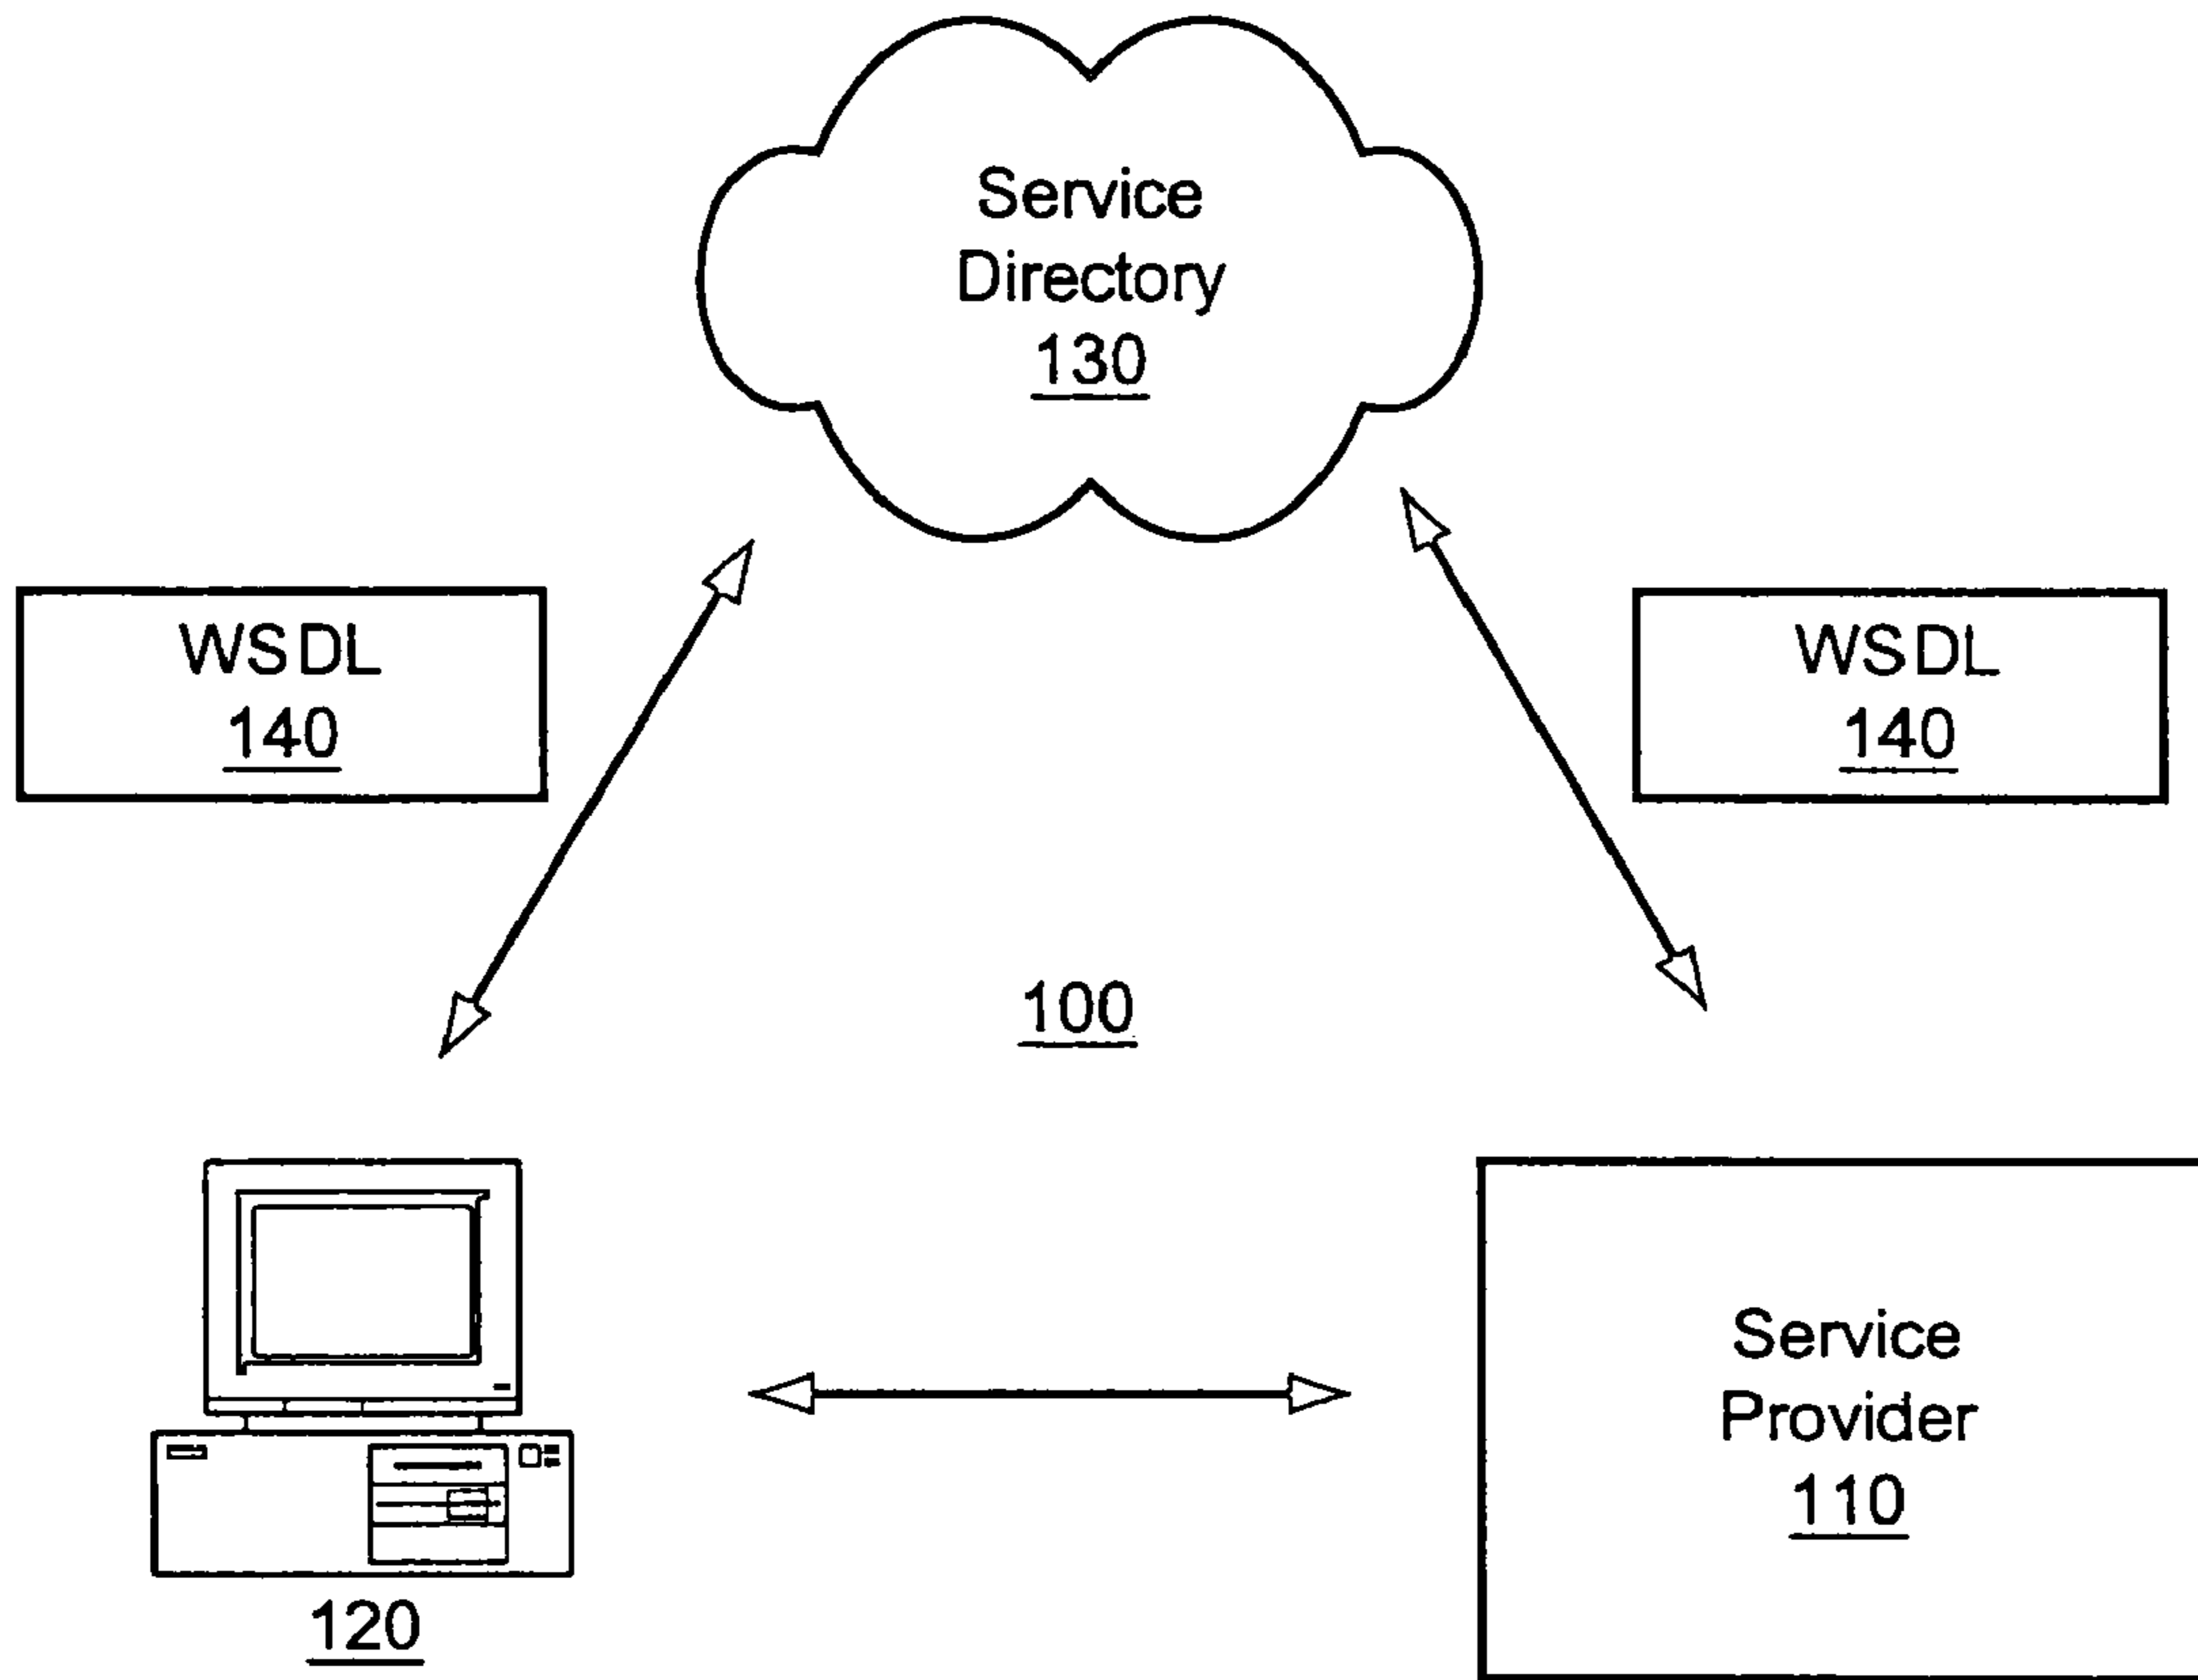 Service
Directory
130
WSDL
140
WSDL
140
100
Service
Provider
110
120